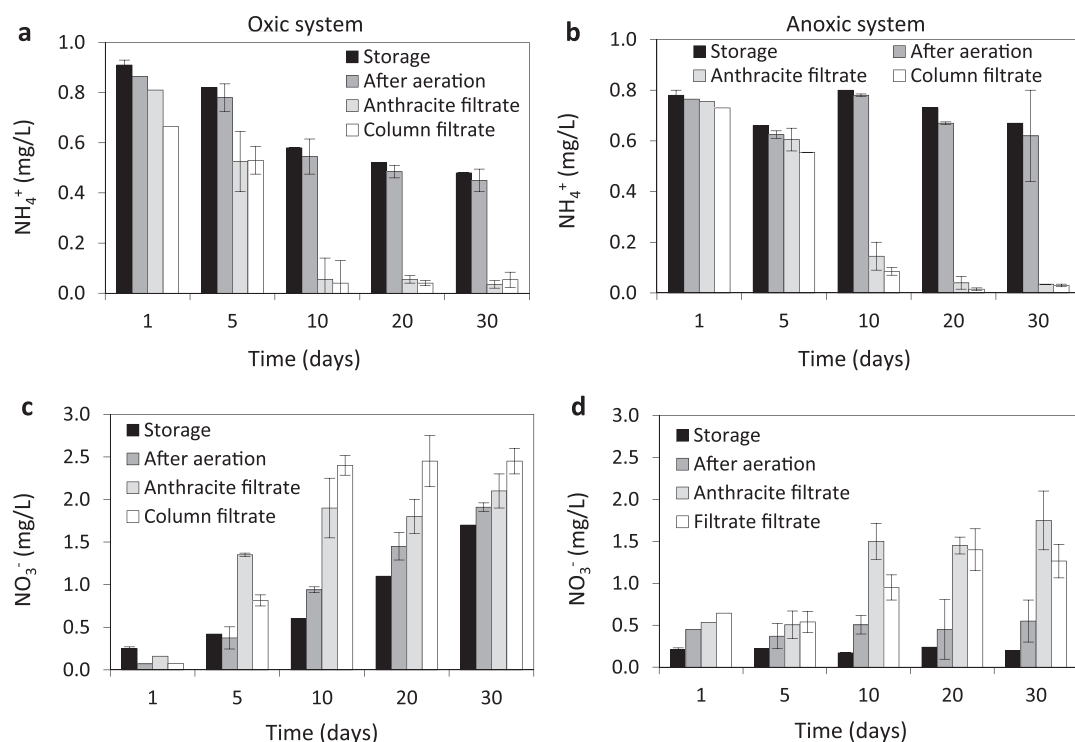 Oxic system
Anoxic system
a
1.0
0.8
0.6
0.4
0.2
0.0
NH₄⁺ (mg/L)
Storage
After aeration
Anthracite filtrate
Column filtrate
1 5 10 20 30
Time (days)
b
1.0
0.8
0.6
0.4
0.2
0.0
NH₄⁺ (mg/L)
Storage
After aeration
Anthracite filtrate
Column filtrate
1 5 10 20 30
Time (days)
c
3.0
2.5
2.0
1.5
1.0
0.5
0.0
NO₃⁻ (mg/L)
Storage
After aeration
Anthracite filtrate
Column filtrate
1 5 10 20 30
Time (days)
d
3.0
2.5
2.0
1.5
1.0
0.5
0.0
NO₃⁻ (mg/L)
Storage
After aeration
Anthracite filtrate
Filtrate filtrate
1 5 10 20 30
Time (days)